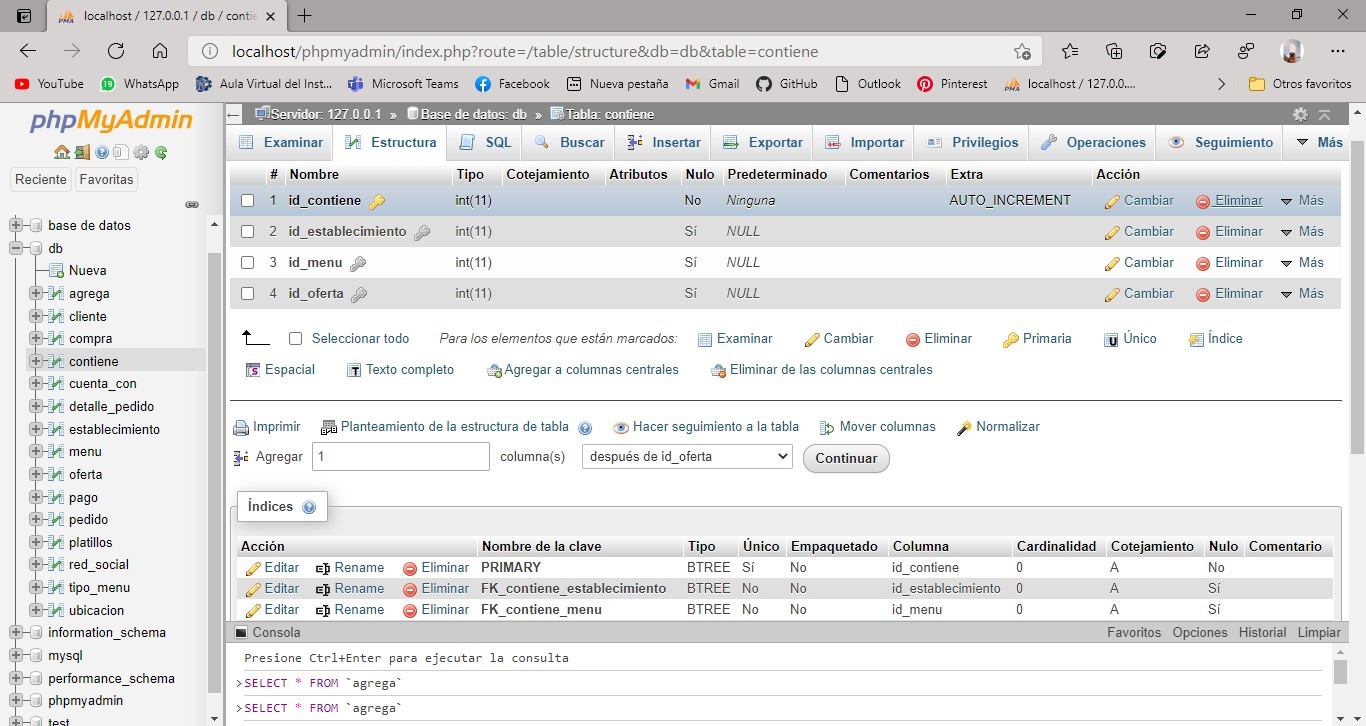 localhost / 127.0.0.1 / db / contie
localhost/phpmyadmin/index.php?route=/table/structure&db=db&table=contiene
YouTube 19 WhatsApp Aula Virtual del Inst... Microsoft Teams Facebook Nueva pestaña Gmail GitHub Outlook Pinterest PMA localhost / 127.0.0.... Otros favoritos
phpMyAdmin
Reciente Favoritas
base de datos
db
Nueva
agrega
cliente
compra
contiene
cuenta_con
detalle_pedido
establecimiento
menu
oferta
pago
pedido
platillos
red_social
tipo_menu
ubicacion
information_schema
mysql
performance_schema
phpmyadmin
test
Servidor: 127.0.0.1 » Base de datos: db » Tabla: contiene
Examinar Estructura SQL Buscar Insertar Exportar Importar Privilegios Operaciones Seguimiento Más
# Nombre Tipo Cotejamiento Atributos Nulo Predeterminado Comentarios Extra Acción
1 id_contiene int(11) No Ninguna AUTO_INCREMENT Cambiar Eliminar Más
2 id_establecimiento int(11) Sí NULL Cambiar Eliminar Más
3 id_menu int(11) Sí NULL Cambiar Eliminar Más
4 id_oferta int(11) Sí NULL Cambiar Eliminar Más
Seleccionar todo Para los elementos que están marcados: Examinar Cambiar Eliminar Primaria Único Índice
Espacial Texto completo Agregar a columnas centrales Eliminar de las columnas centrales
Imprimir Planteamiento de la estructura de tabla Hacer seguimiento a la tabla Mover columnas Normalizar
Agregar 1 columna(s) después de id_oferta Continuar
Índices
Acción Nombre de la clave Tipo Único Empaquetado Columna Cardinalidad Cotejamiento Nulo Comentario
Editar Rename Eliminar PRIMARY BTREE Sí No id_contiene 0 A No
Editar Rename Eliminar FK_contiene_establecimiento BTREE No No id_establecimiento 0 A Sí
Editar Rename Eliminar FK_contiene_menu BTREE No No id_menu 0 A Sí
Consola Favoritos Opciones Historial Limpiar
Presione Ctrl+Enter para ejecutar la consulta
>SELECT * FROM `agrega`
>SELECT * FROM `agrega`